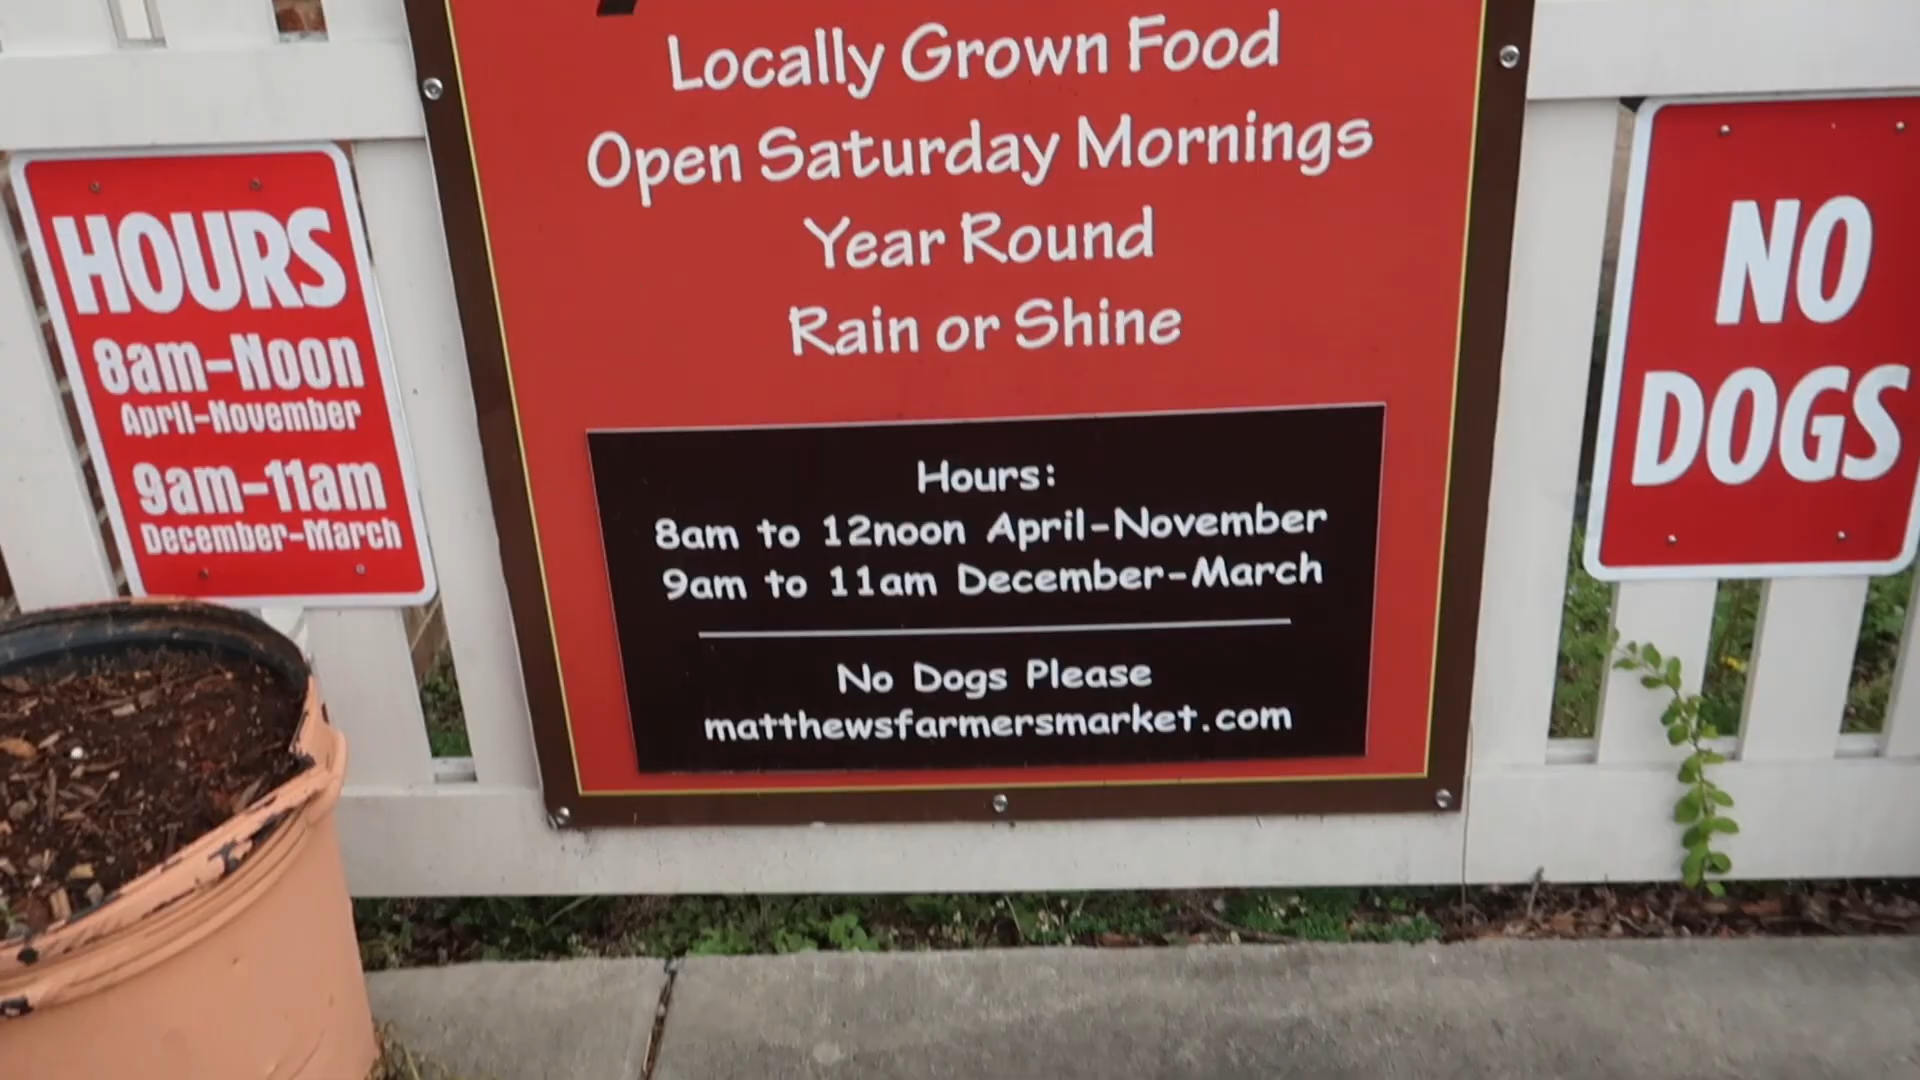 HOURS
8am-Noon
April-November
9am-11am
December-March
Locally Grown Food
Open Saturday Mornings
Year Round
Rain or Shine
Hours:
8am to 12noon April-November
9am to 11am December-March
No Dogs Please
matthewsfarmersmarket.com
NO
DOGS